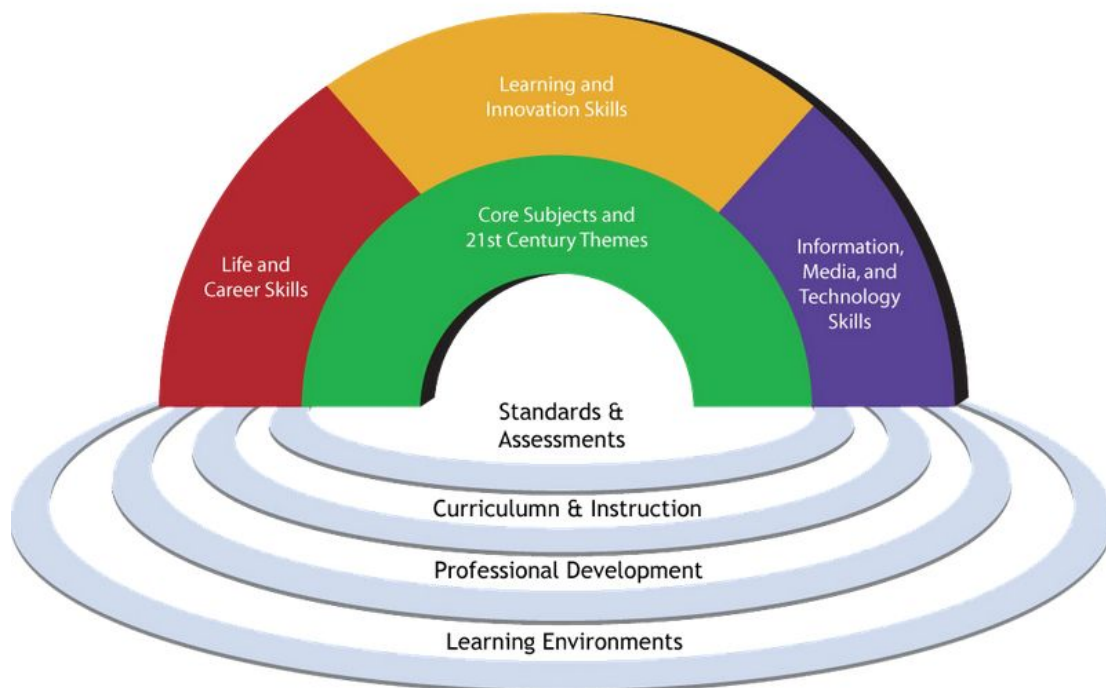 Learning and
Innovation Skills
Core Subjects and
21st Century Themes
Life and
Career Skills
Information,
Media, and
Technology
Skills
Standards &
Assessments
Curriculumn & Instruction
Professional Development
Learning Environments